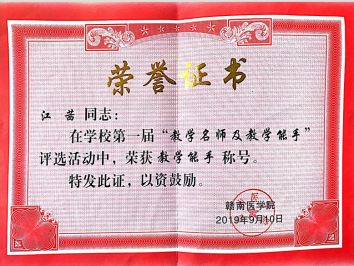 荣誉证书
江茜同志：
在学校第一届“教学名师及教学能手”
评选活动中，荣获教学能手称号。
特发此证，以资鼓励。
赣南医学院
2019年9月10日